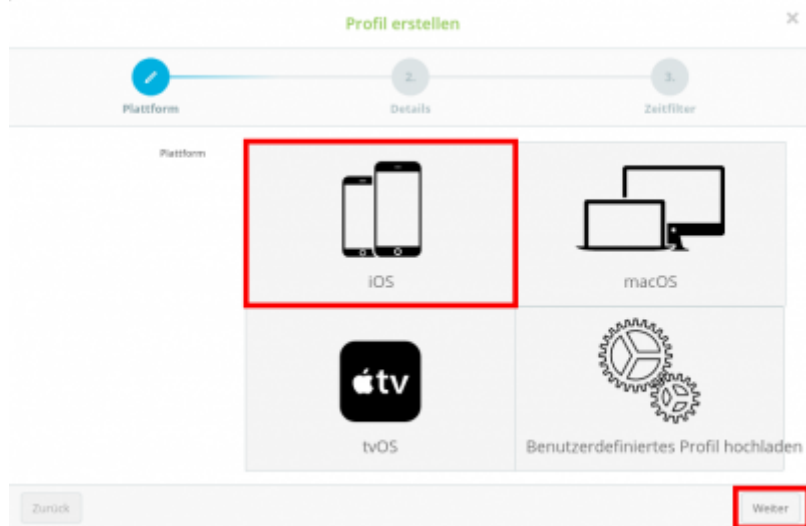 Profil erstellen
×
2.
3.
Plattform
Details
Zeitfilter
Plattform
iOS
macOS
tv
tvOS
Benutzerdefiniertes Profil hochladen
Zurück
Weiter